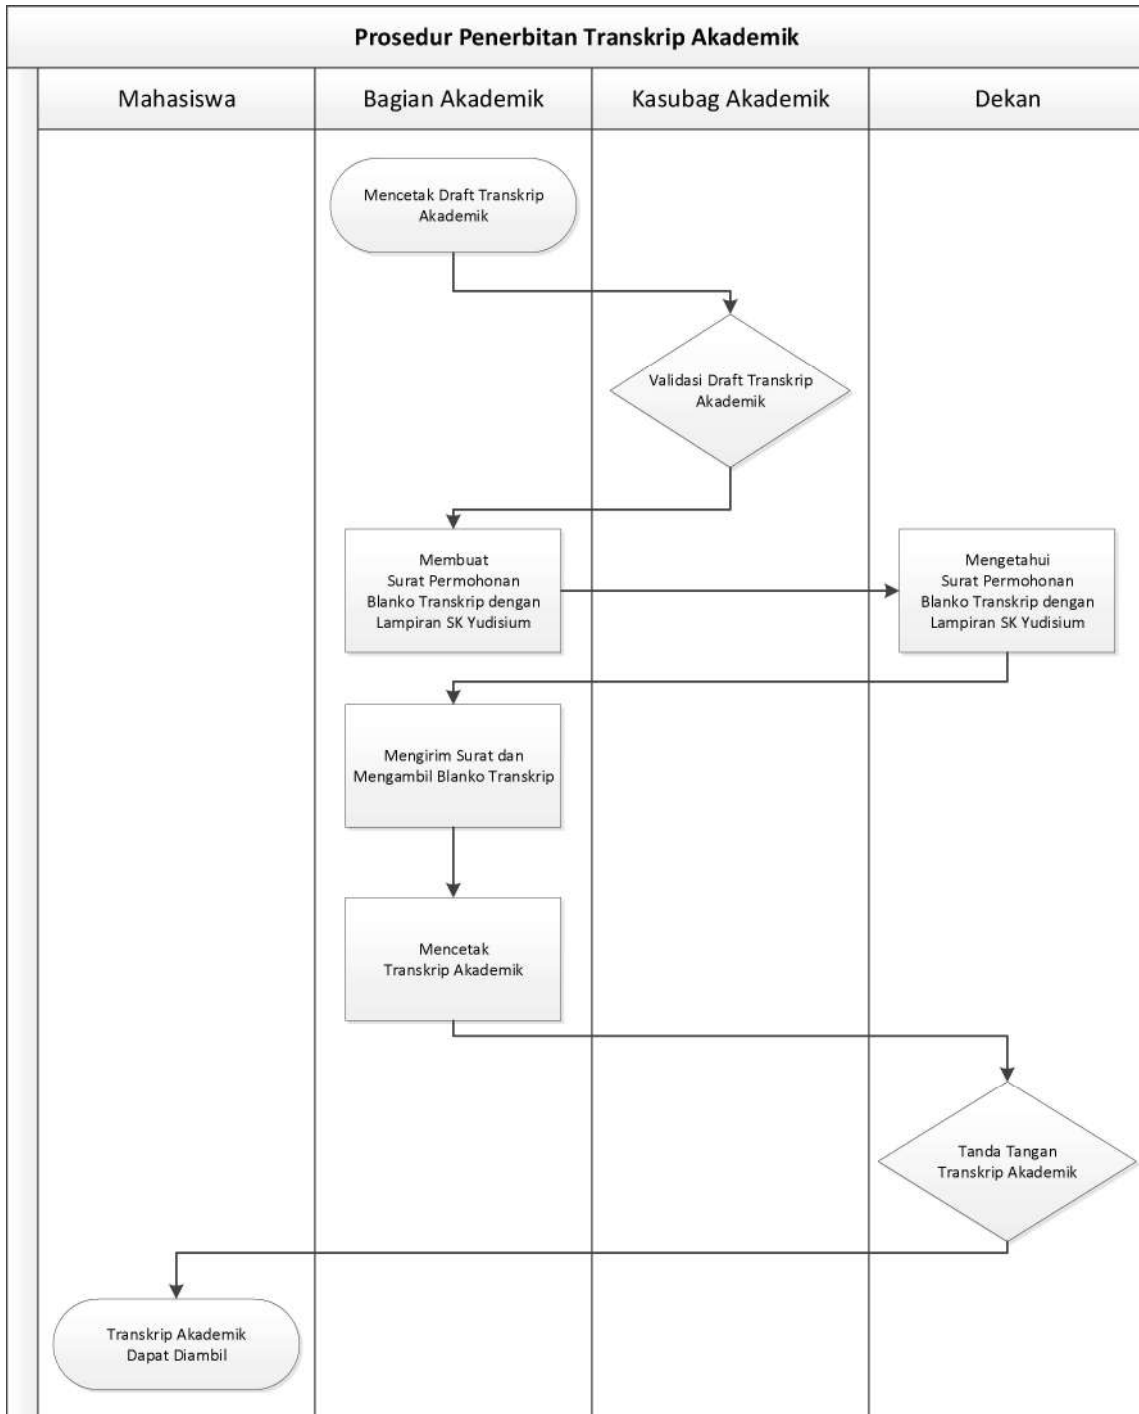 Prosedur Penerbitan Transkrip Akademik
Mahasiswa
Bagian Akademik
Kasubag Akademik
Dekan
Mencetak Draft Transkrip
Akademik
Validasi Draft Transkrip
Akademik
Membuat
Surat Permohonan
Blanko Transkrip dengan
Lampiran SK Yudisium
Mengetahui
Surat Permohonan
Blanko Transkrip dengan
Lampiran SK Yudisium
Mengirim Surat dan
Mengambil Blanko Transkrip
Mencetak
Transkrip Akademik
Tanda Tangan
Transkrip Akademik
Transkrip Akademik
Dapat Diambil